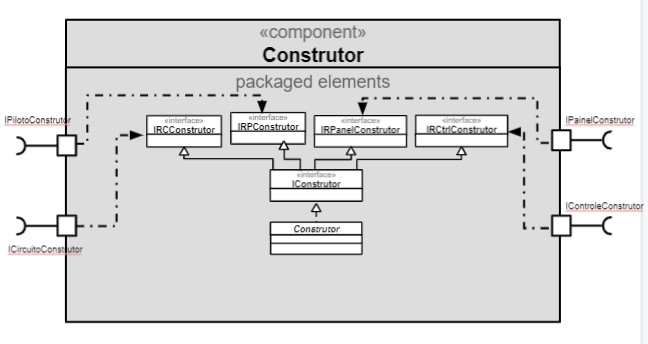 «component»
Construtor
packaged elements
IPilotoConstrutor
«interface»
IRCConstrutor
«interface»
IRPConstrutor
«interface»
IRPanelConstrutor
«interface»
IRCtrlConstrutor
IPainelConstrutor
«interface»
IConstrutor
IControleConstrutor
Construtor
ICircuitoConstrutor